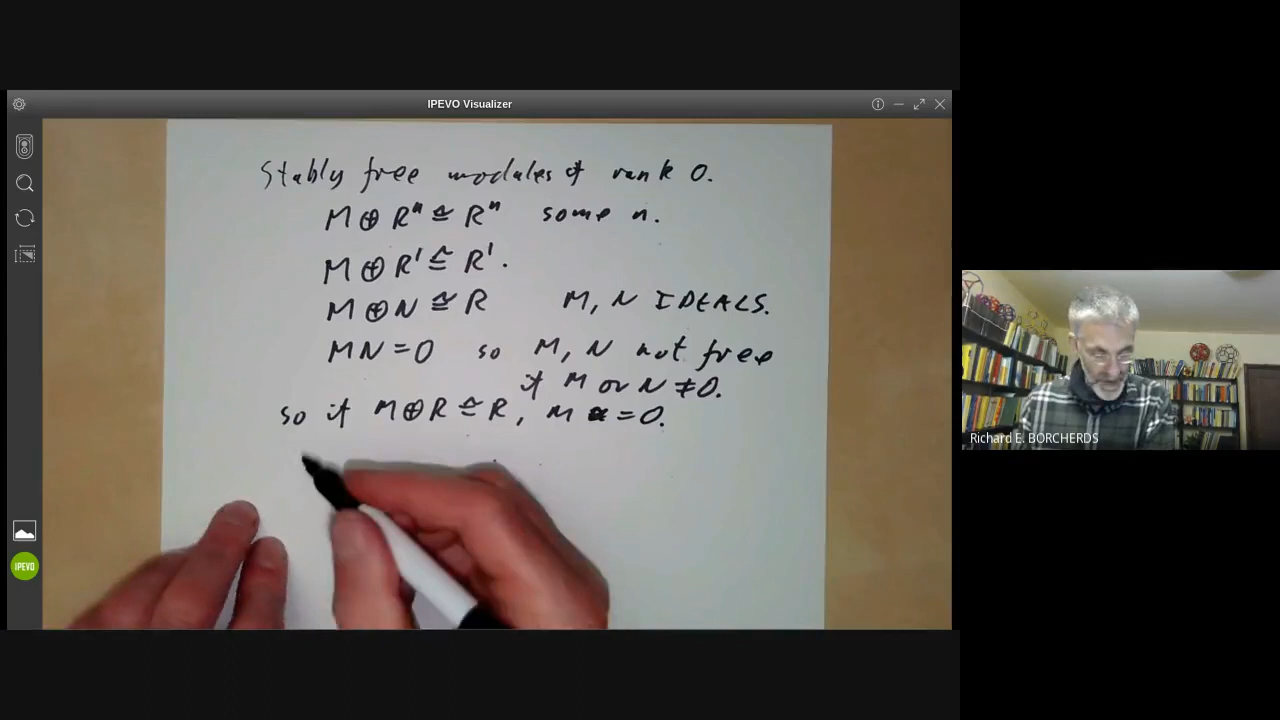 IPEVO Visualizer
Stably free modules of rank 0.
M ⊕ Rⁿ ≅ Rⁿ some n.
M ⊕ R¹ ≅ R¹.
M ⊕ N ≅ R M, N IDEALS.
MN = 0 so M, N not free
if M or N ≠ 0.
so if M ⊕ R ≅ R, M = 0.
IPEVO
Richard E. BORCHERDS